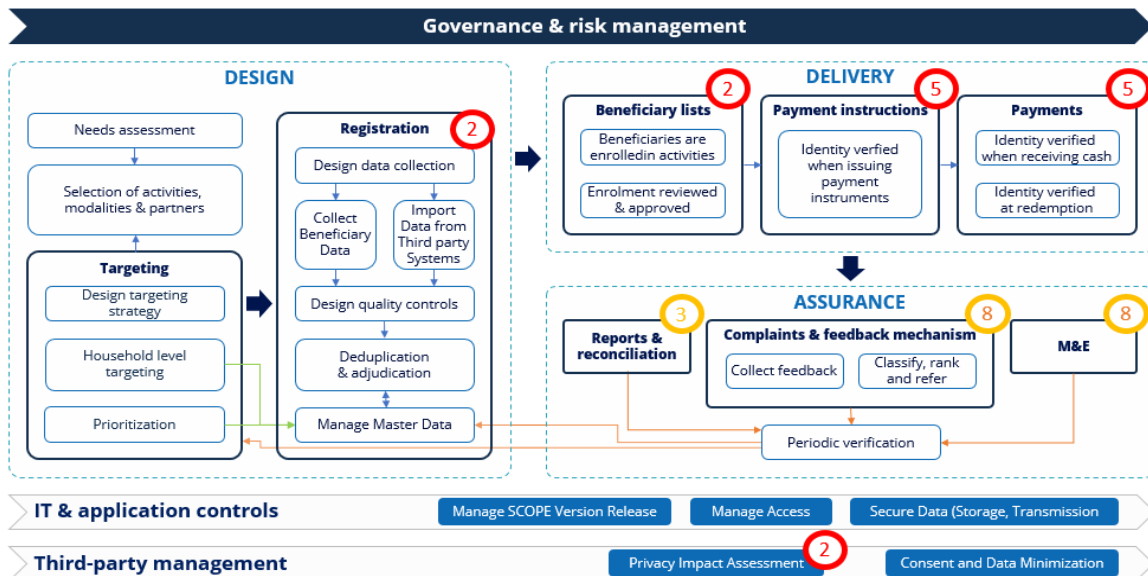 Governance & risk management
DESIGN
Needs assessment
Selection of activities,
modalities & partners
Targeting
Design targeting
strategy
Household level
targeting
Prioritization
Registration
2
Design data collection
Collect
Beneficiary
Data
Import
Data from
Third party
Systems
Design quality controls
Deduplication
& adjudication
Manage Master Data
DELIVERY
Beneficiary lists
2
Beneficiaries are
enrolledin activities
Enrolment reviewed
& approved
Payment instructions
5
Identity verfied
when issuing
payment
instruments
Payments
5
Identity verified
when receiving cash
Identity verified
at redemption
ASSURANCE
Reports &
reconciliation
3
Complaints & feedback mechanism
8
Collect feedback
Classify, rank
and refer
M&E
8
Periodic verification
IT & application controls
Manage SCOPE Version Release
Manage Access
Secure Data (Storage, Transmission
Third-party management
Privacy Impact Assessment
2
Consent and Data Minimization